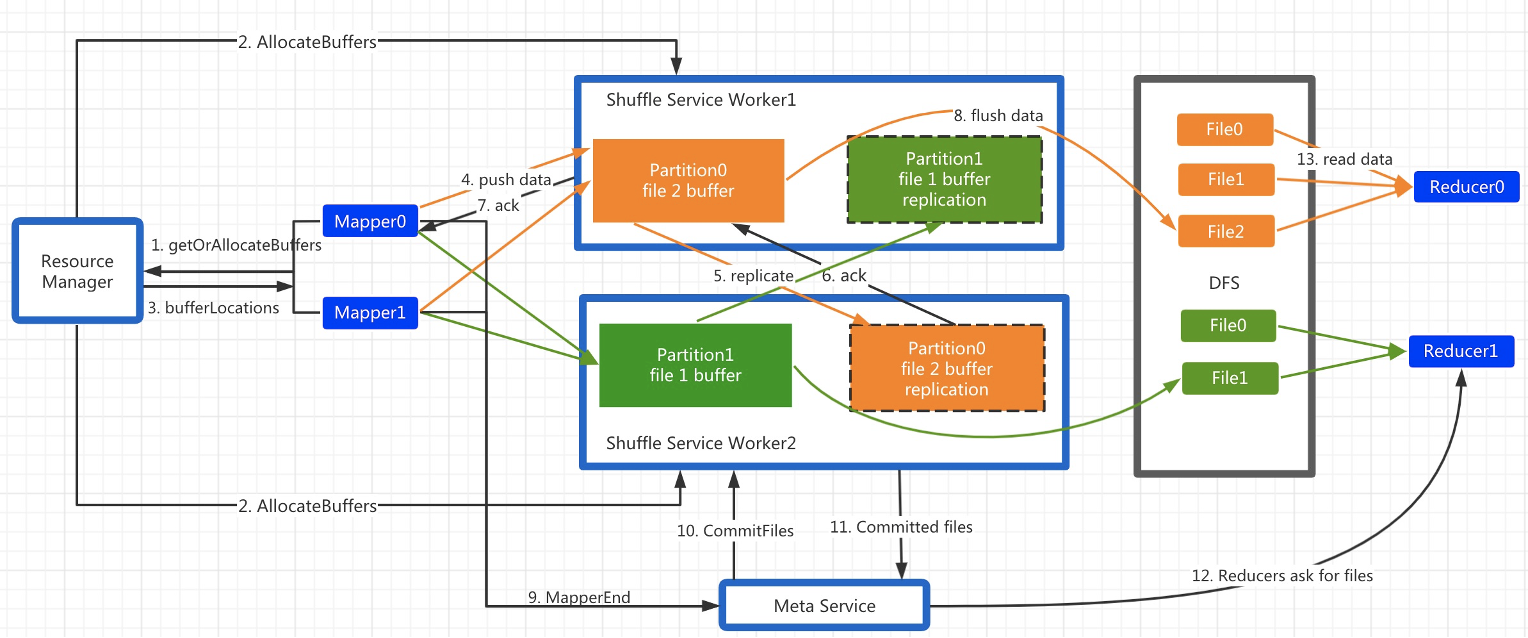 2. AllocateBuffers
Shuffle Service Worker1
8. flush data
Partition0
file 2 buffer
Partition1
file 1 buffer
replication
4. push data
7. ack
Mapper0
1. getOrAllocateBuffers
Resource
Manager
3. bufferLocations
Mapper1
5. replicate
6. ack
Partition1
file 1 buffer
Partition0
file 2 buffer
replication
Shuffle Service Worker2
2. AllocateBuffers
10. CommitFiles
11. Committed files
9. MapperEnd
Meta Service
12. Reducers ask for files
File0
File1
File2
DFS
File0
File1
13. read data
Reducer0
Reducer1